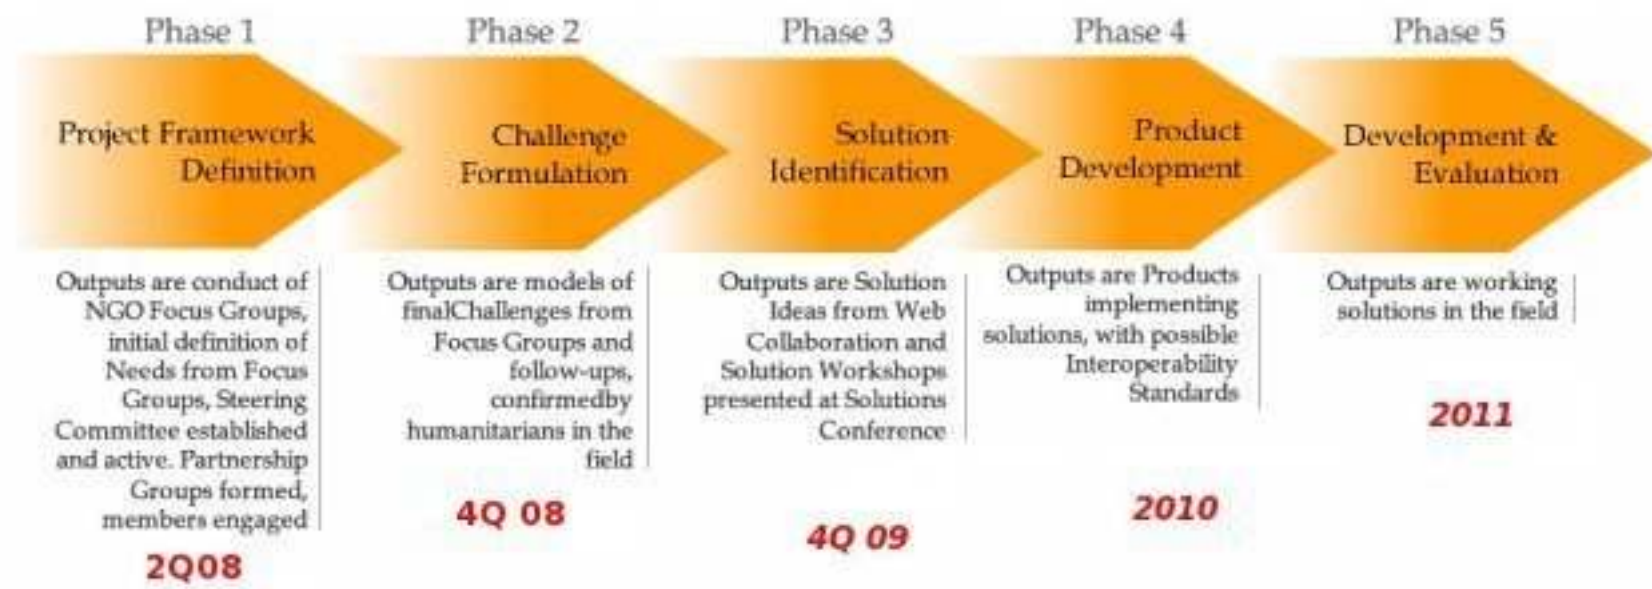 Phase 1
Project Framework
Definition
Outputs are conduct of
NGO Focus Groups,
initial definition of
Needs from Focus
Groups, Steering
Committee established
and active. Partnership
Groups formed,
members engaged
2Q08
Phase 2
Challenge
Formulation
Outputs are models of
finalChallenges from
Focus Groups and
follow-ups,
confirmedby
humanitarians in the
field
4Q 08
Phase 3
Solution
Identification
Outputs are Solution
Ideas from Web
Collaboration and
Solution Workshops
presented at Solutions
Conference
4Q 09
Phase 4
Product
Development
Outputs are Products
implementing
solutions, with possible
Interoperability
Standards
2010
Phase 5
Development &
Evaluation
Outputs are working
solutions in the field
2011